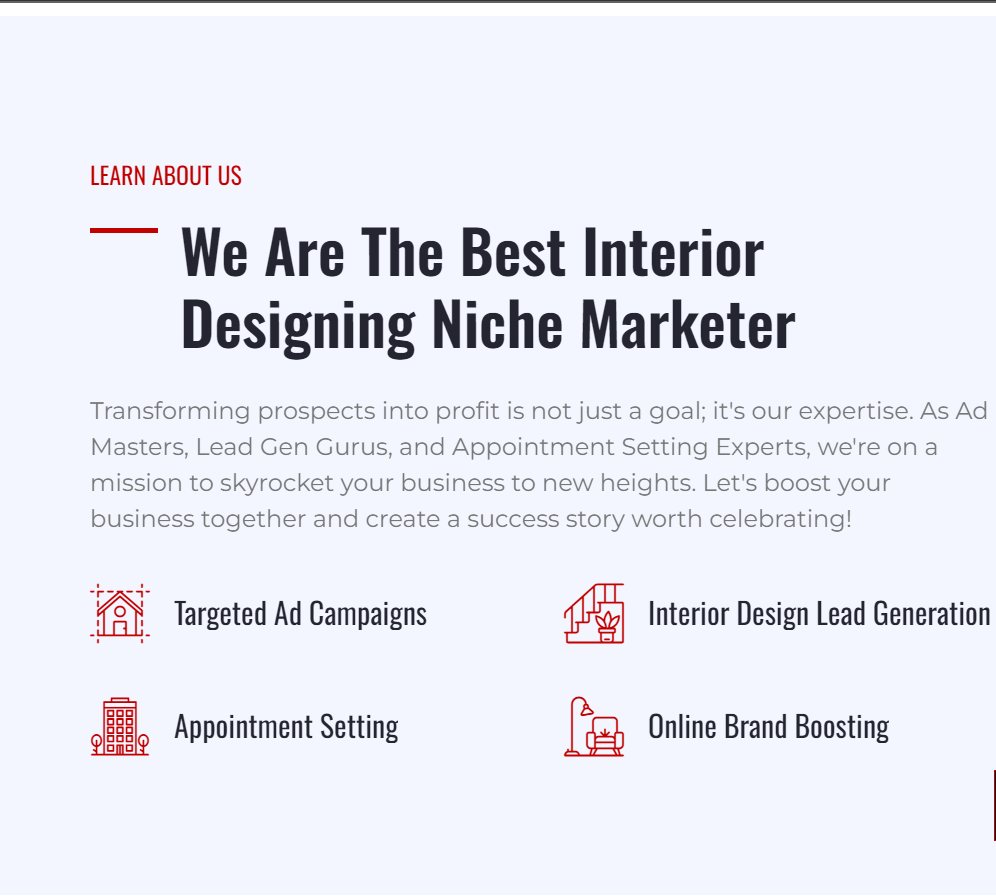 LEARN ABOUT US
We Are The Best Interior
Designing Niche Marketer
Transforming prospects into profit is not just a goal; it's our expertise. As Ad
Masters, Lead Gen Gurus, and Appointment Setting Experts, we're on a
mission to skyrocket your business to new heights. Let's boost your
business together and create a success story worth celebrating!
Targeted Ad Campaigns
Interior Design Lead Generation
Appointment Setting
Online Brand Boosting